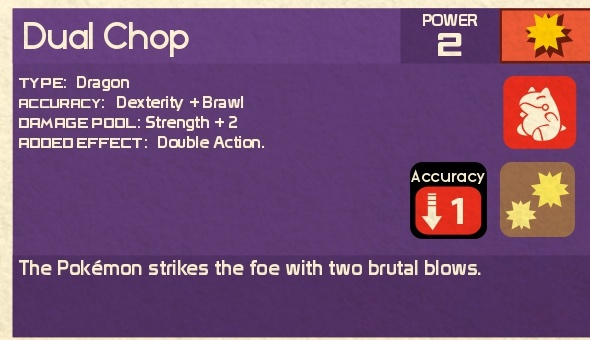 Dual Chop
POWER
2
TYPE: Dragon
ACCURACY: Dexterity + Brawl
DAMAGE POOL: Strength + 2
ADDED EFFECT: Double Action.
Accuracy
1
The Pokémon strikes the foe with two brutal blows.